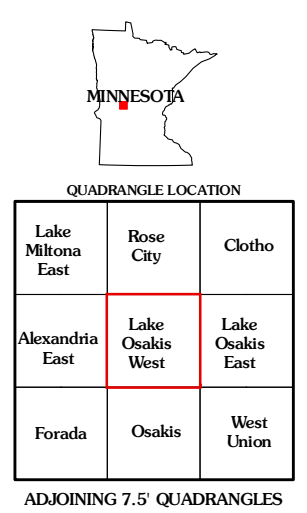 MINNESOTA
QUADRANGLE LOCATION
Lake
Miltona
East
Rose
City
Clotho
Alexandria
East
Lake
Osakis
West
Lake
Osakis
East
Forada
Osakis
West
Union
ADJOINING 7.5' QUADRANGLES